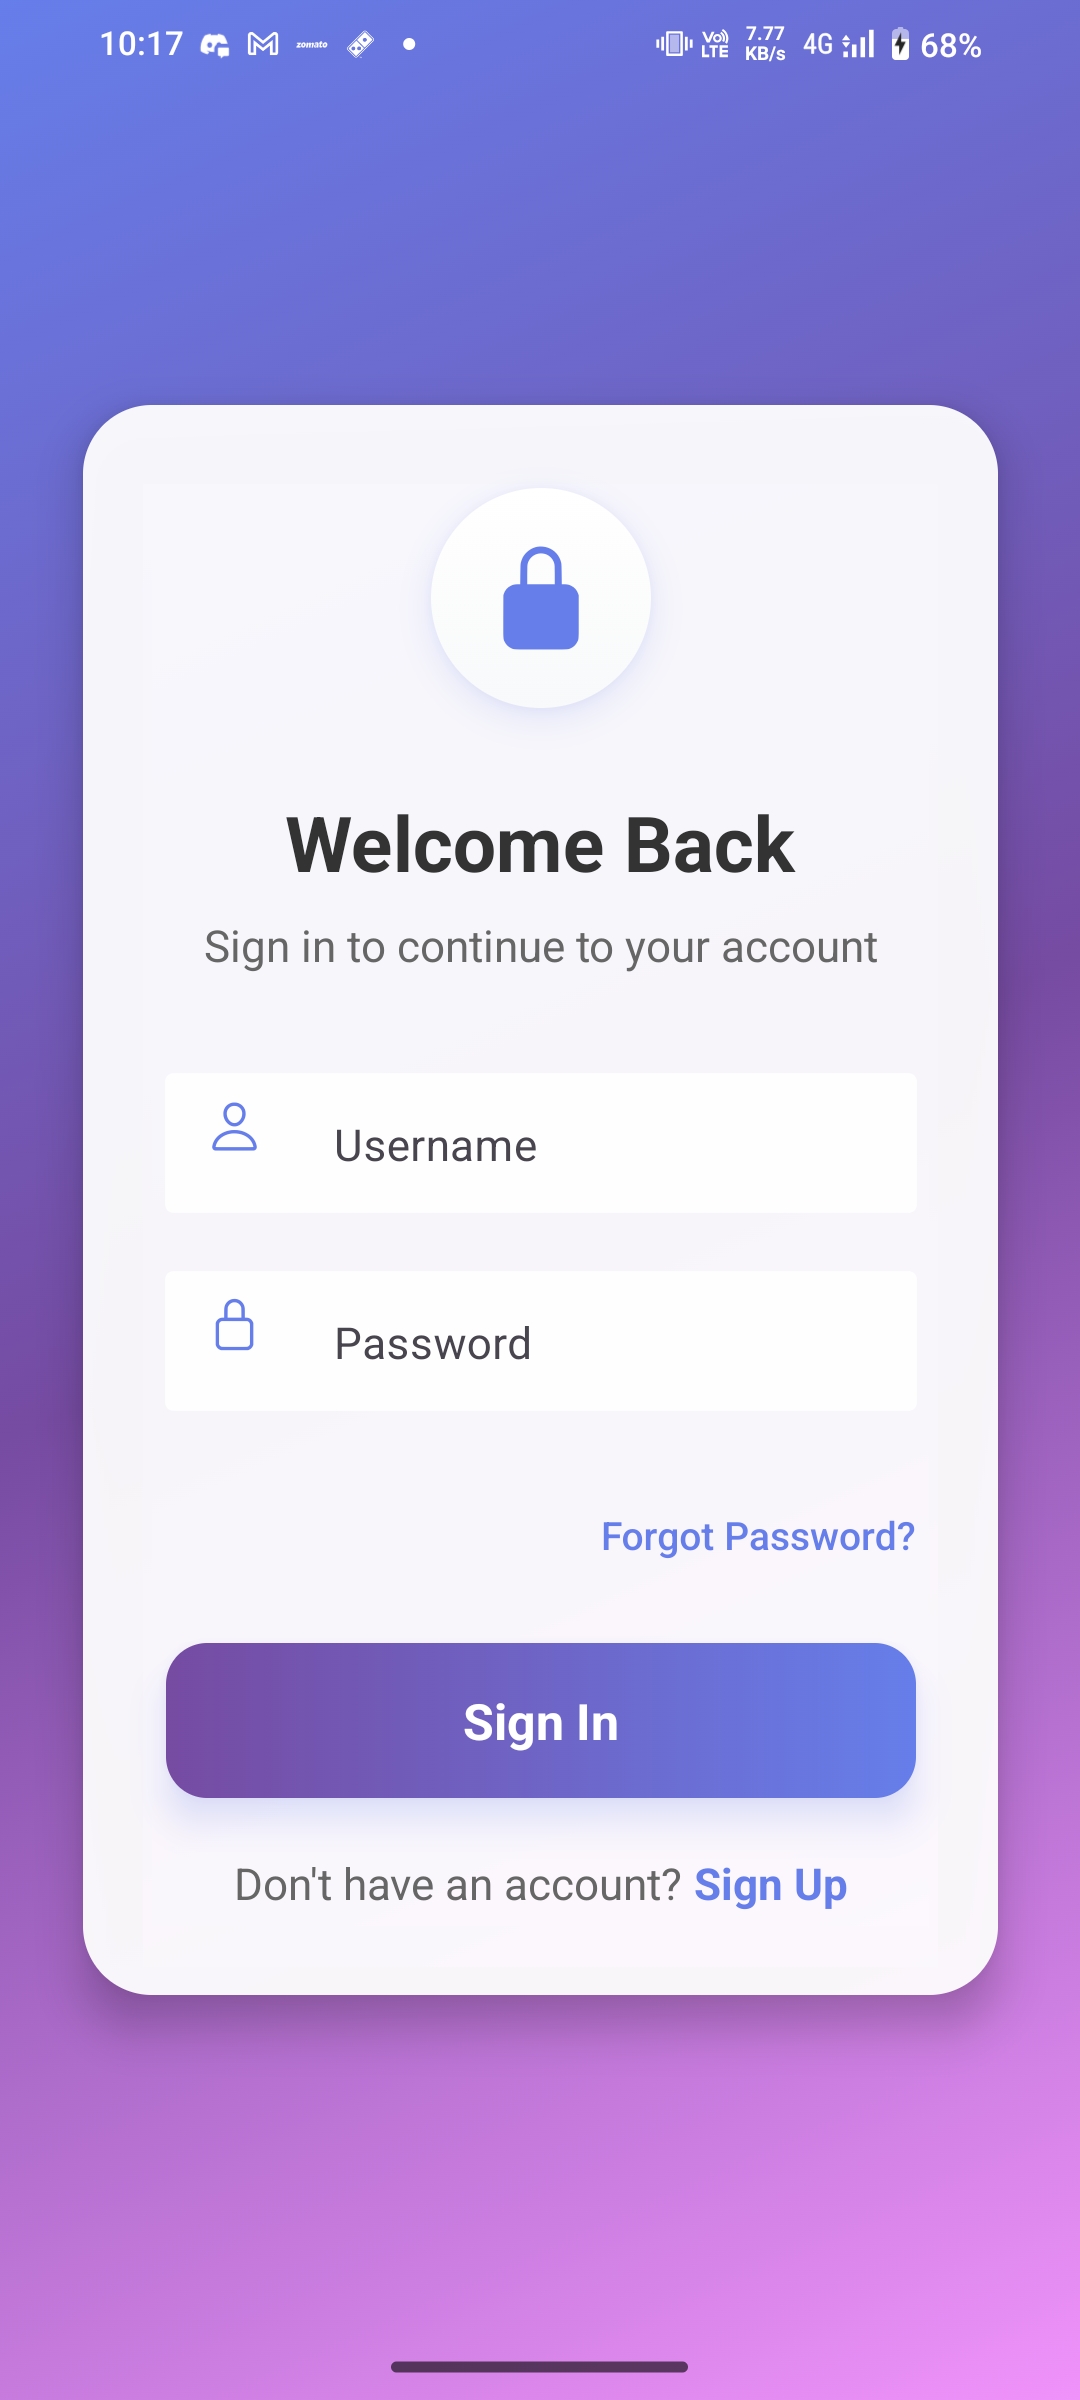 10:17 zomato VoD LTE 7.77 KB/s 4G 68%
Welcome Back
Sign in to continue to your account
Username
Password
Forgot Password?
Sign In
Don't have an account? Sign Up